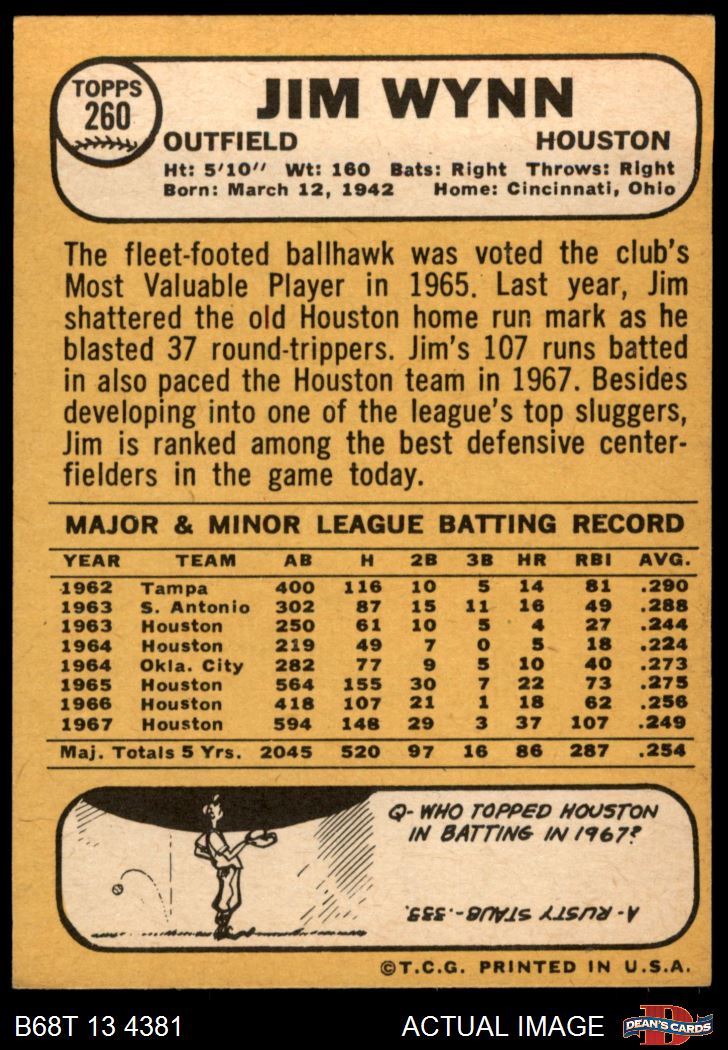 TOPPS
260
JIM WYNN
OUTFIELD HOUSTON
Ht: 5'10" Wt: 160 Bats: Right Throws: Right
Born: March 12, 1942 Home: Cincinnati, Ohio
The fleet-footed ballhawk was voted the club's
Most Valuable Player in 1965. Last year, Jim
shattered the old Houston home run mark as he
blasted 37 round-trippers. Jim's 107 runs batted
in also paced the Houston team in 1967. Besides
developing into one of the league's top sluggers,
Jim is ranked among the best defensive center-
fielders in the game today.
MAJOR & MINOR LEAGUE BATTING RECORD
YEAR TEAM AB H 2B 3B HR RBI AVG.
1962 Tampa 400 116 10 5 14 81 .290
1963 S. Antonio 302 87 15 11 16 49 .288
1963 Houston 250 61 10 5 4 27 .244
1964 Houston 219 49 7 0 5 18 .224
1964 Okla. City 282 77 9 5 10 40 .273
1965 Houston 564 155 30 7 22 73 .275
1966 Houston 418 107 21 1 18 62 .256
1967 Houston 594 148 29 3 37 107 .249
Maj. Totals 5 Yrs. 2045 520 97 16 86 287 .254
Q- WHO TOPPED HOUSTON
IN BATTING IN 1967?
A- RUSTY STAUB -.333.
©T.C.G. PRINTED IN U.S.A.
B68T 13 4381 ACTUAL IMAGE
D
DEAN'S CARDS